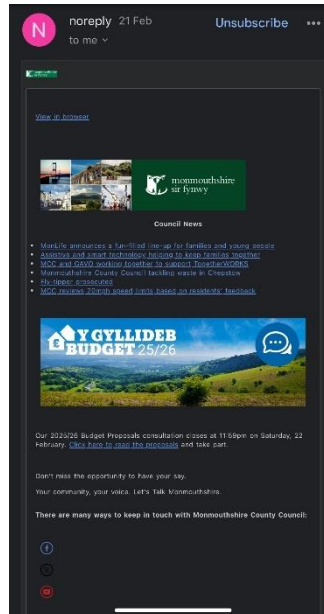 N
noreply 21 Feb
Unsubscribe
to me
View in browser
monmouthshire
sir fynwy
Council News
MonLife announces a fun-filled line-up for families and young people
Assistive and smart technology helping to keep families together
MCC and GAVO working together to support TogetherWORKS
Monmouthshire County Council tackling waste in Chepstow
Fly-tipper prosecuted
MCC reviews 20mph speed limits based on residents' feedback
£
Y GYLLIDEB
BUDGET 25/26
Our 2025/26 Budget Proposals consultation closes at 11:59pm on Saturday, 22
February. Click here to read the proposals and take part.
Don't miss the opportunity to have your say.
Your community, your voice. Let's Talk Monmouthshire.
There are many ways to keep in touch with Monmouthshire County Council: